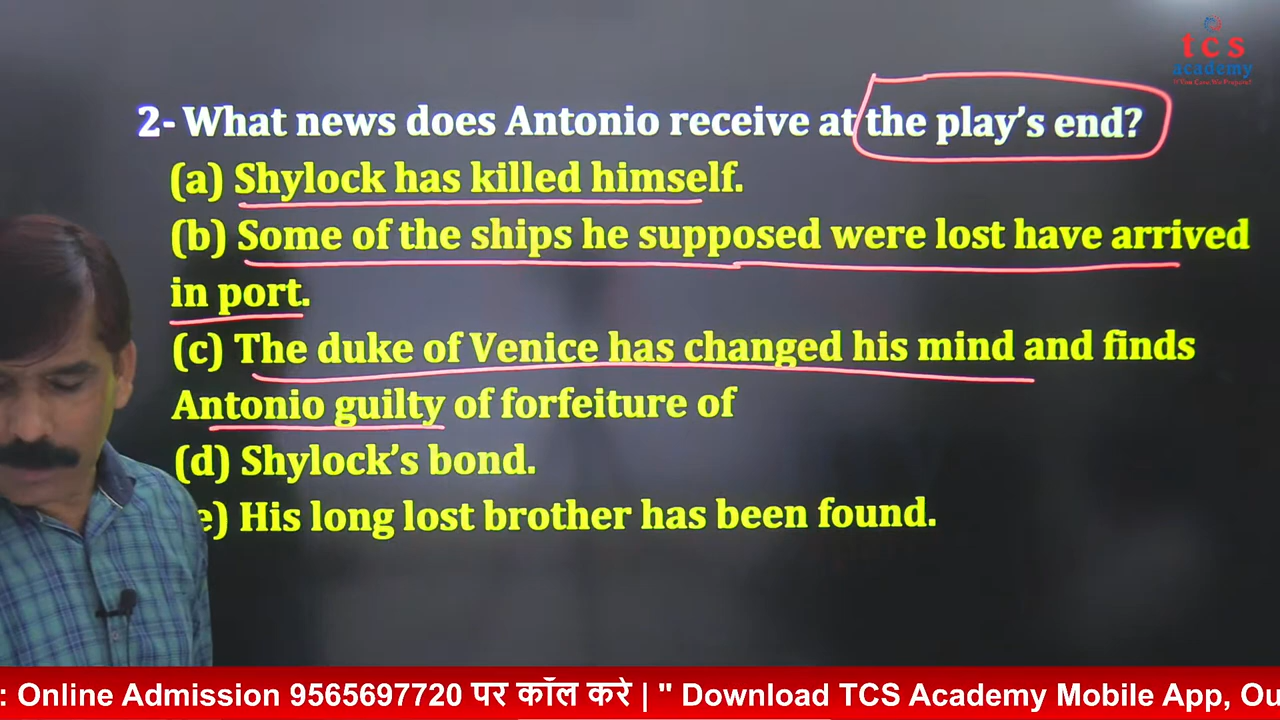 tcs
academy
2- What news does Antonio receive at the play's end?
(a) Shylock has killed himself.
(b) Some of the ships he supposed were lost have arrived
in port.
(c) The duke of Venice has changed his mind and finds
Antonio guilty of forfeiture of
(d) Shylock's bond.
e) His long lost brother has been found.
: Online Admission 9565697720 पर कॉल करे | " Download TCS Academy Mobile App, Ou